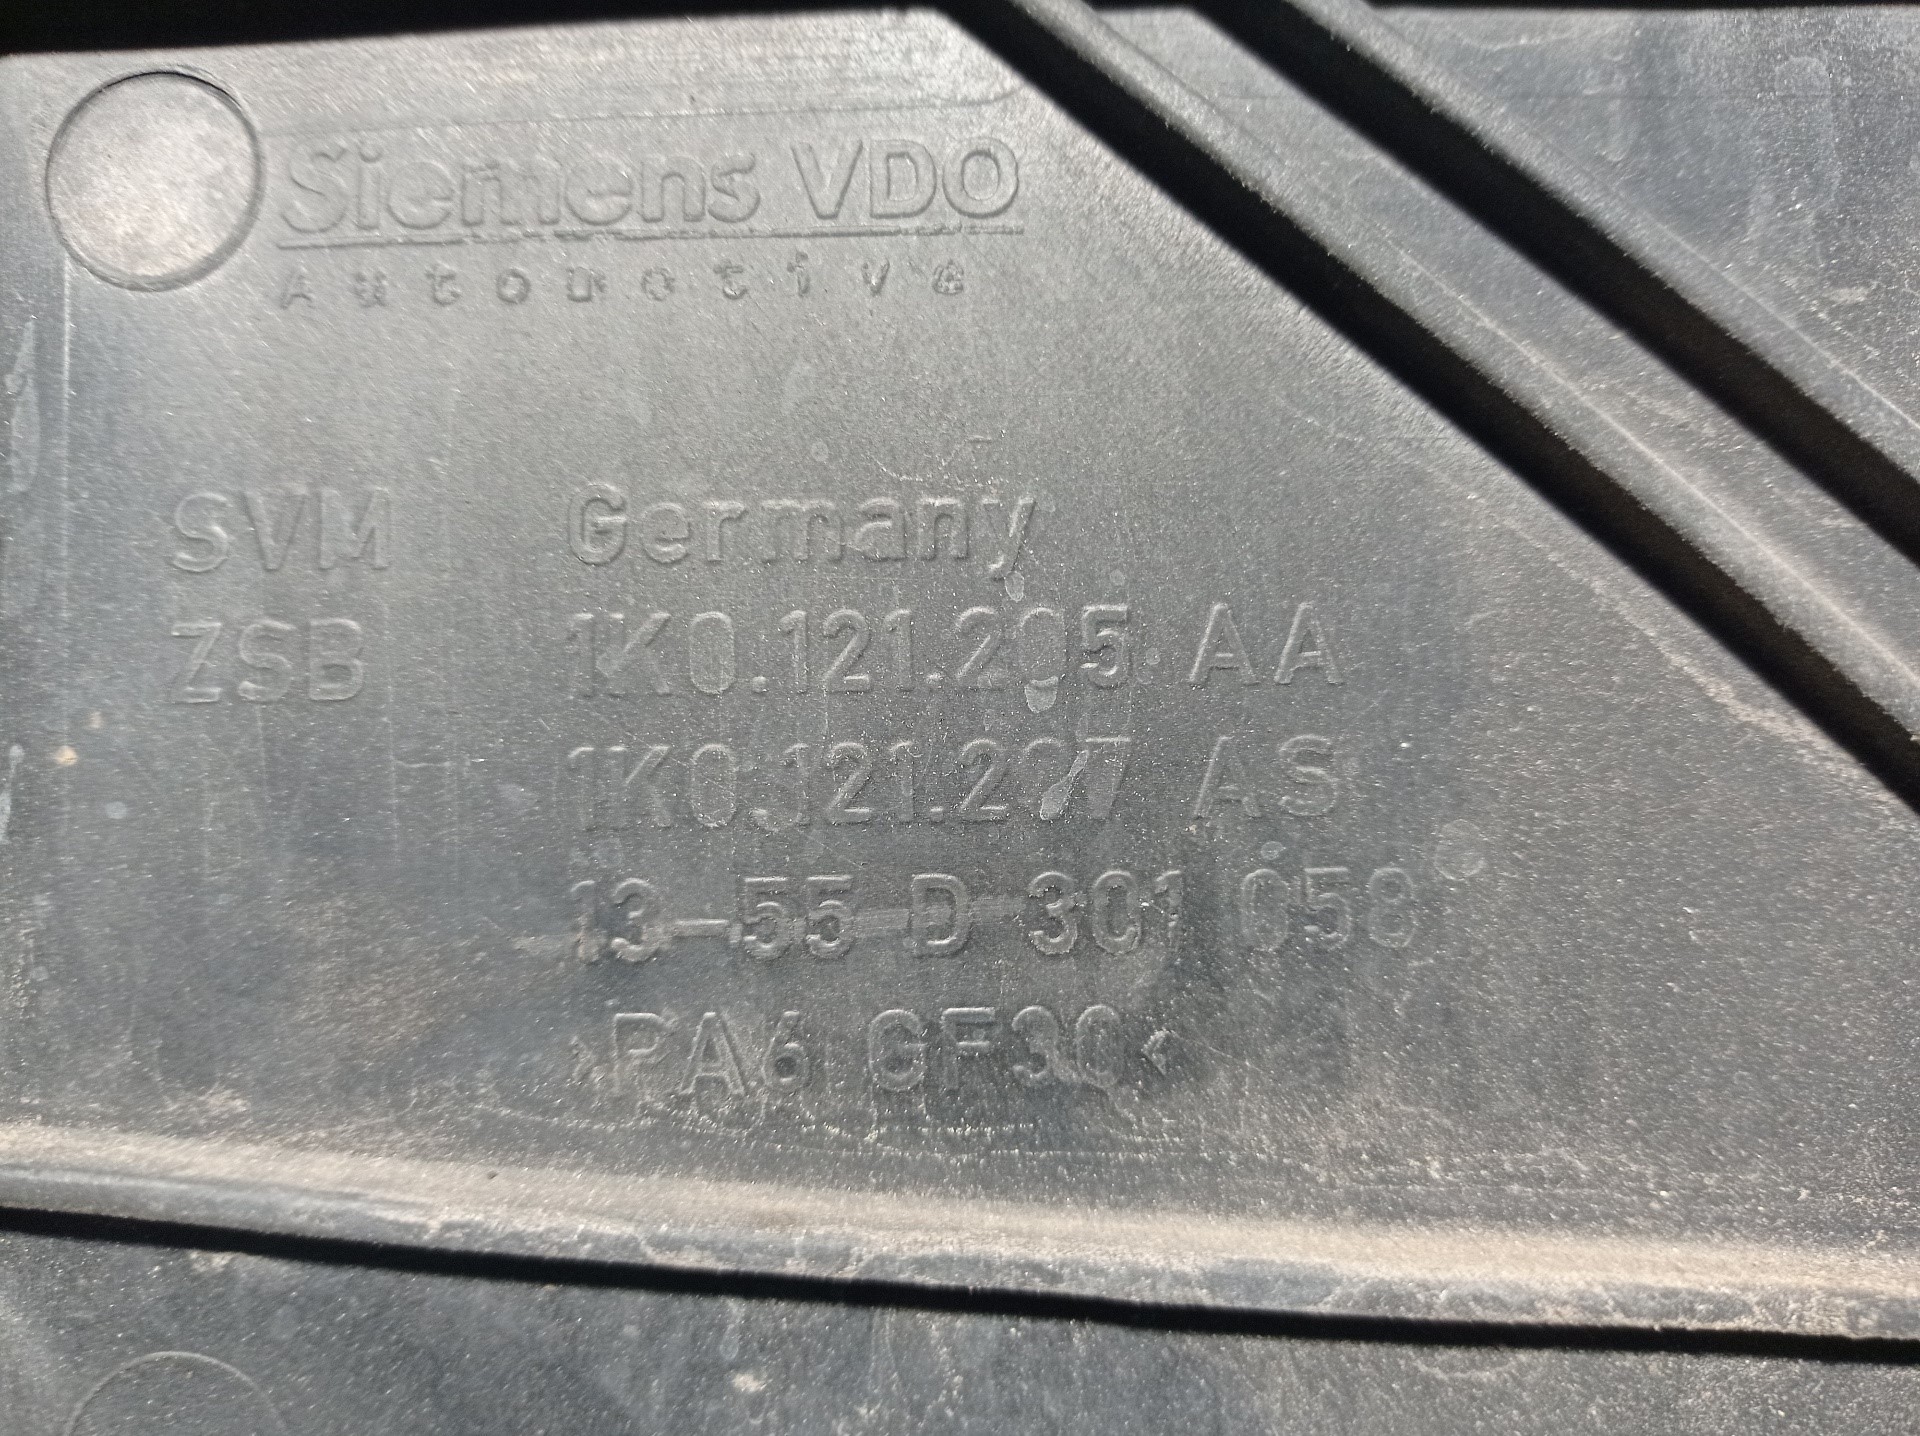 Siemens VDO
Automotive
SVM Germany
ZSB 1K0.121.205 AA
1K0.121.207 AS
13-55 D 301 058
>PA6 GF30<